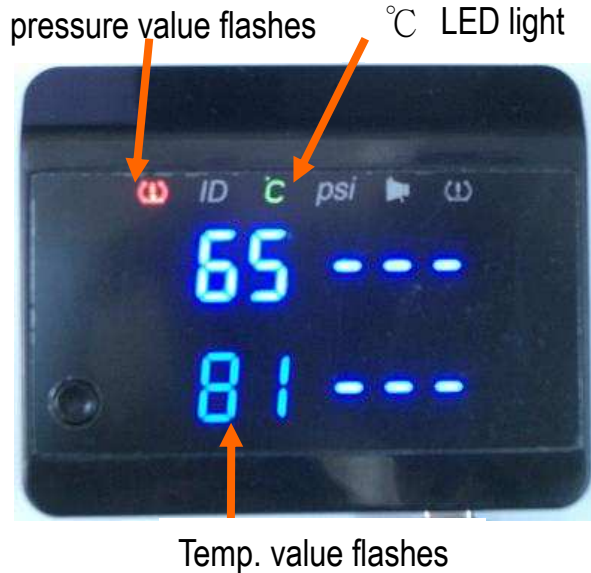 pressure value flashes
℃ LED light
ID ℃ psi
65 ---
81 ---
Temp. value flashes